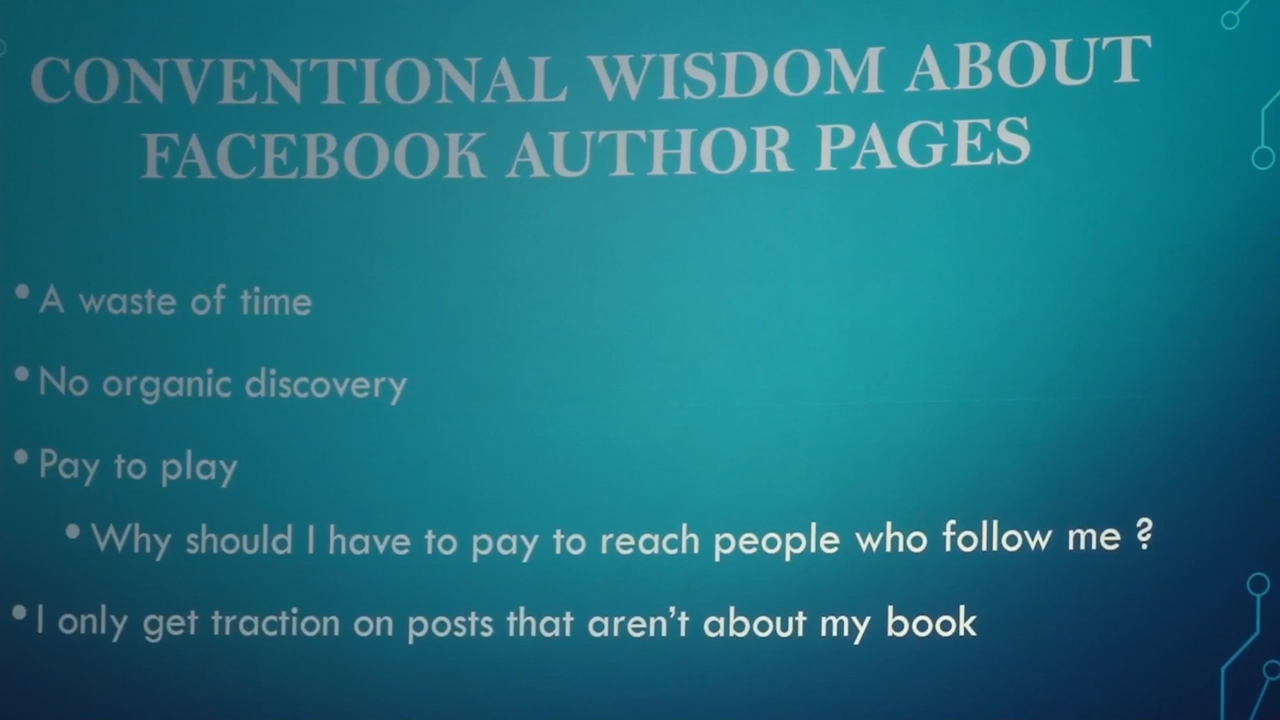 CONVENTIONAL WISDOM ABOUT
FACEBOOK AUTHOR PAGES
• A waste of time
• No organic discovery
• Pay to play
• Why should I have to pay to reach people who follow me ?
• I only get traction on posts that aren't about my book